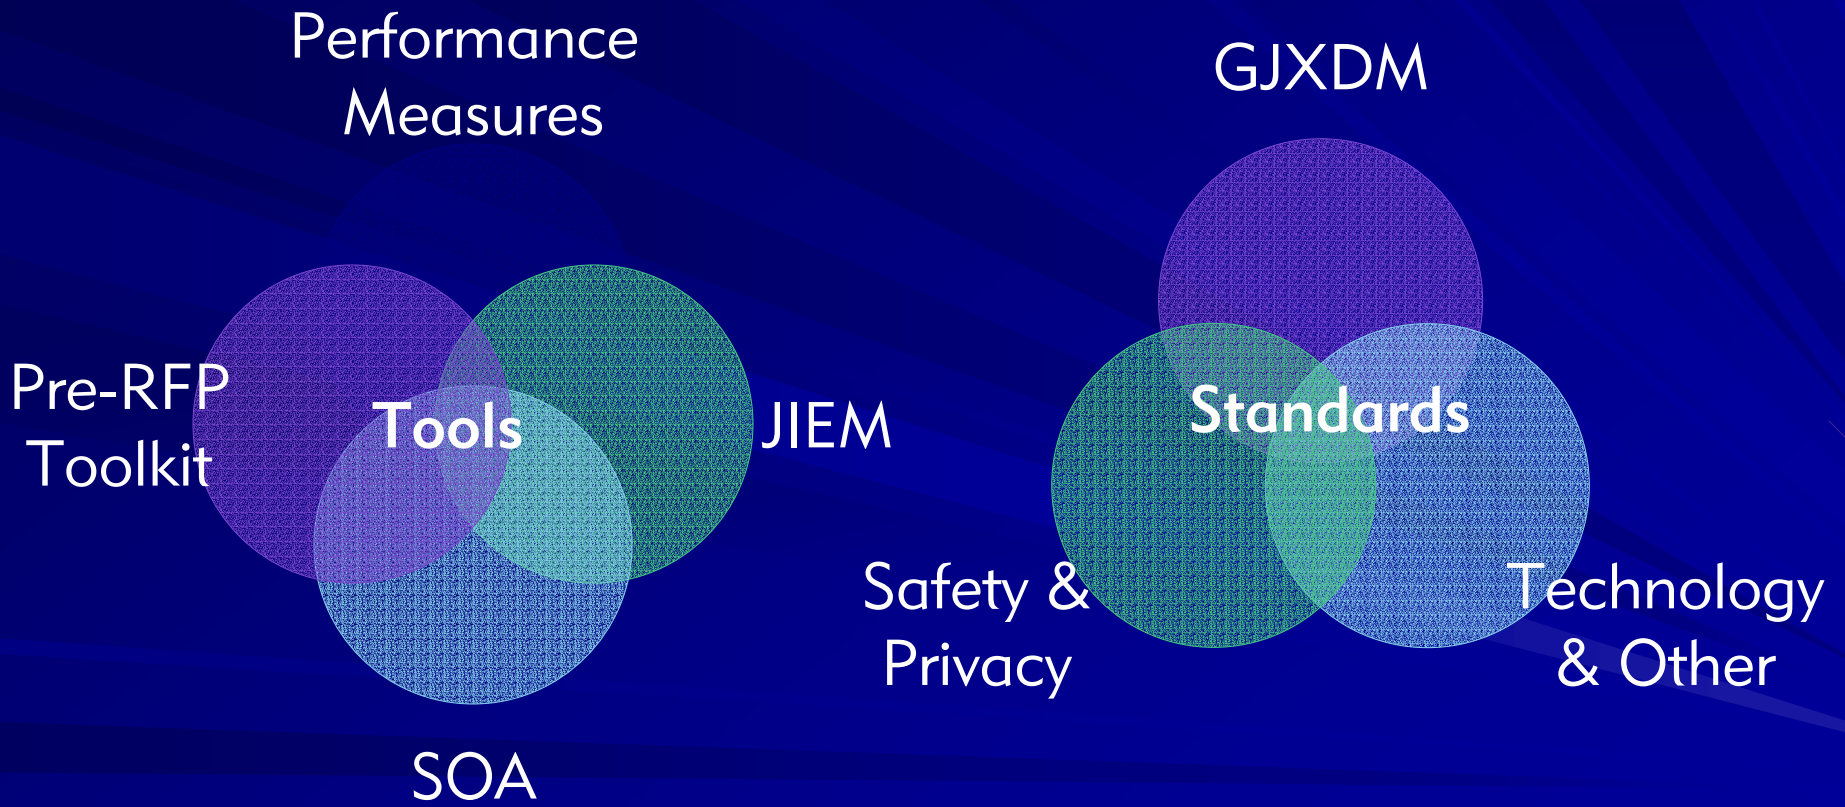 Performance
Measures
Pre-RFP
Toolkit
Tools
JIEM
SOA
GJXDM
Standards
Safety &
Privacy
Technology
& Other